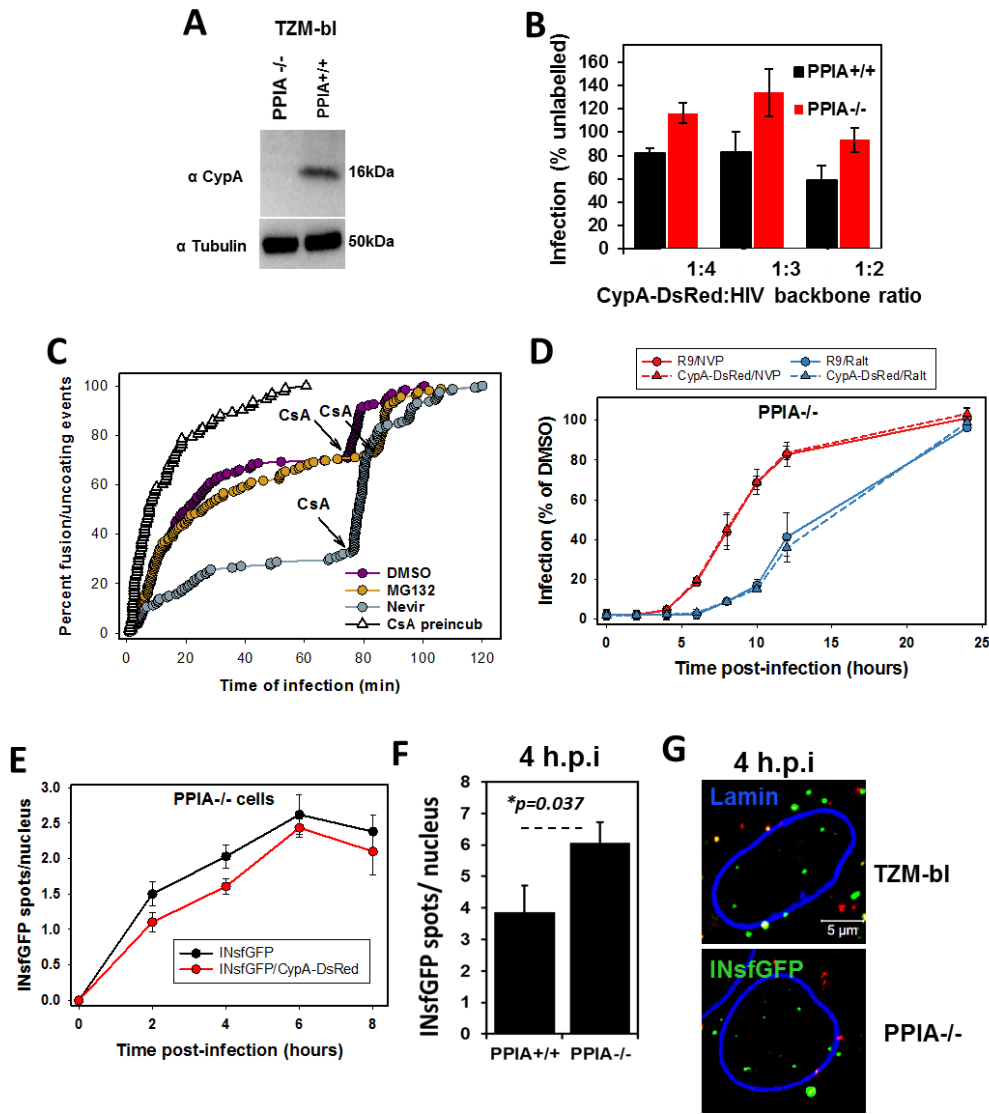 A
TZM-bl
PPIA -/-
PPIA+/+
α CypA
16kDa
α Tubulin
50kDa
B
Infection (% unlabelled)
160
140
120
100
80
60
40
20
0
PPIA+/+
PPIA-/-
1:4
1:3
1:2
CypA-DsRed:HIV backbone ratio
C
Percent fusion/uncoating events
100
80
60
40
20
0
CsA
CsA
CsA
DMSO
MG132
Nevir
CsA preincub
0
20
40
60
80
100
120
Time of infection (min)
D
R9/NVP
R9/Ralt
CypA-DsRed/NVP
CypA-DsRed/Ralt
PPIA-/-
Infection (% of DMSO)
100
80
60
40
20
0
0
5
10
15
20
25
Time post-infection (hours)
E
PPIA-/- cells
INsfGFP spots/nucleus
3.0
2.5
2.0
1.5
1.0
0.5
0.0
INsfGFP
INsfGFP/CypA-DsRed
0
2
4
6
8
Time post-infection (hours)
F
4 h.p.i
*p=0.037
INsfGFP spots/ nucleus
8
7
6
5
4
3
2
1
0
PPIA+/+
PPIA-/-
G
4 h.p.i
Lamin
TZM-bl
5 μm
INsfGFP
PPIA-/-